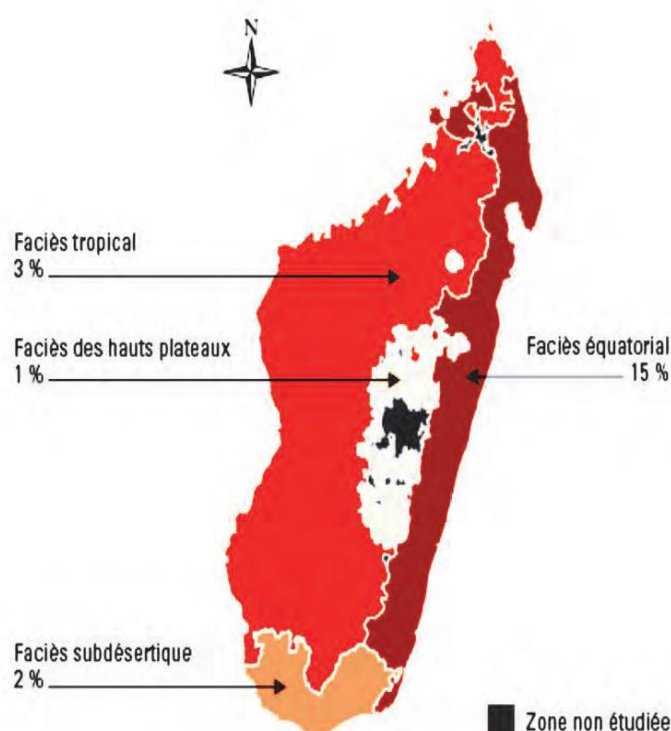 N
Faciès tropical
3 %
Faciès des hauts plateaux
1 %
Faciès équatorial
15 %
Faciès subdésertique
2 %
Zone non étudiée